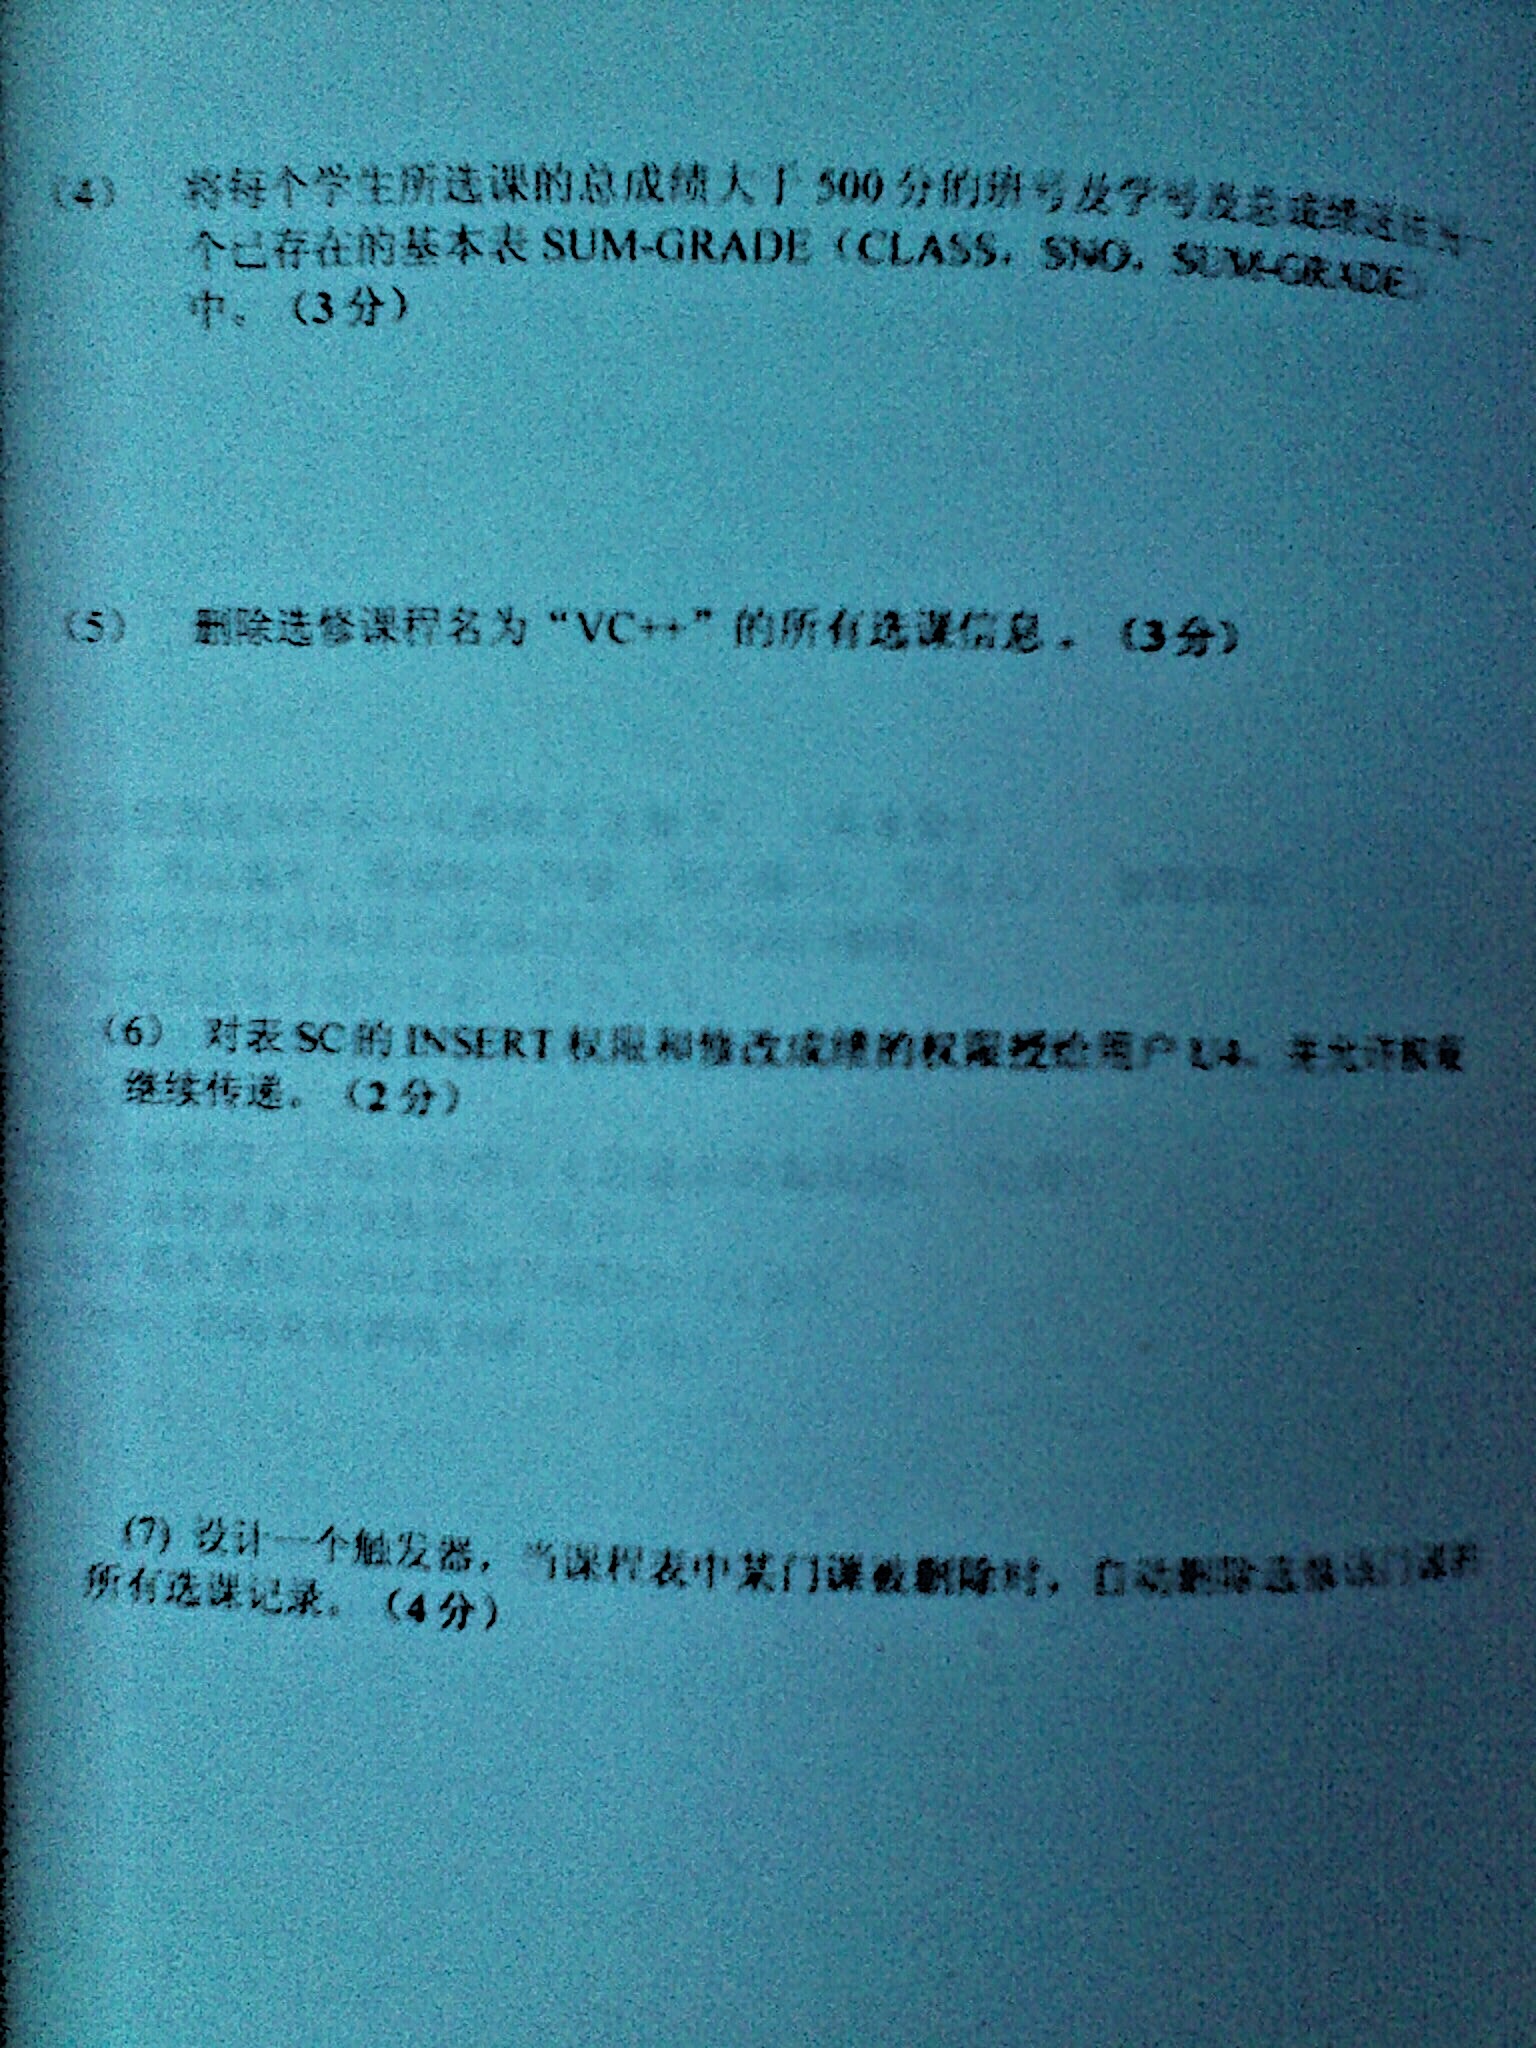 (4) 将每个学生所选课的总成绩大于 500 分的班号及学号及总成绩
个已存在的基本表 SUM-GRADE（CLASS，SNO，SUM-GRADE）
中。（3 分）
(5) 删除选修课程名为“VC++”的所有选课信息。（3 分）
(6) 对表 SC 的 INSERT 权限和修改成绩的权限授给用户 U4，并允许
继续传递。（2 分）
(7) 设计一个触发器，当课程表中某门课被删除时，自动删除选修该门课程
所有选课记录。（4 分）